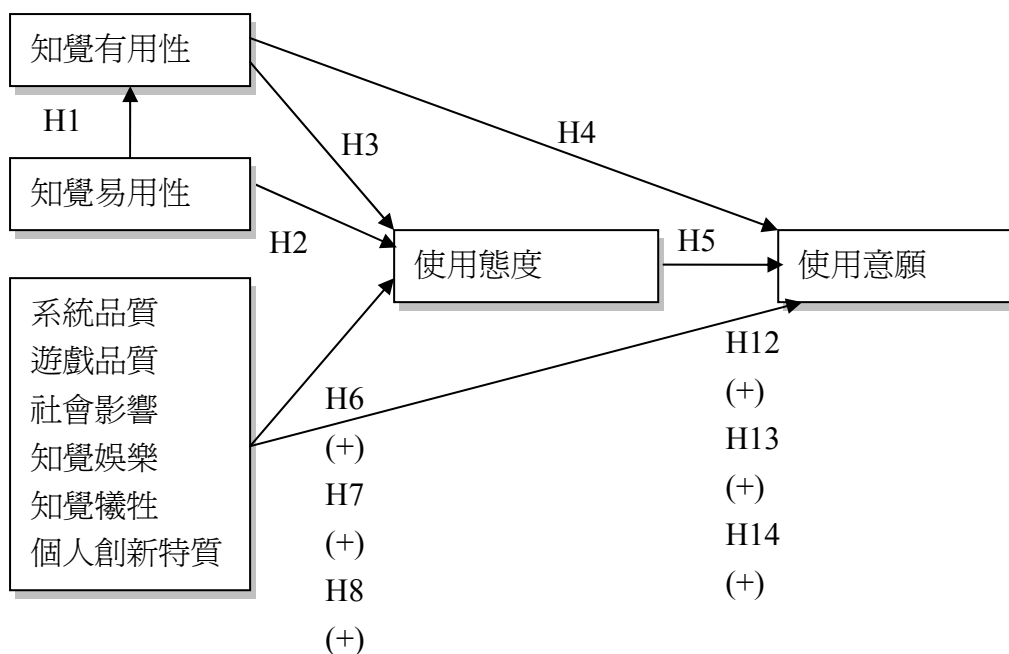 知覺有用性
H1
H3
H4
知覺易用性
H2
使用態度
H5
使用意願
系統品質
遊戲品質
社會影響
知覺娛樂
知覺犧牲
個人創新特質
H6
(+)
H7
(+)
H8
(+)
H12
(+)
H13
(+)
H14
(+)